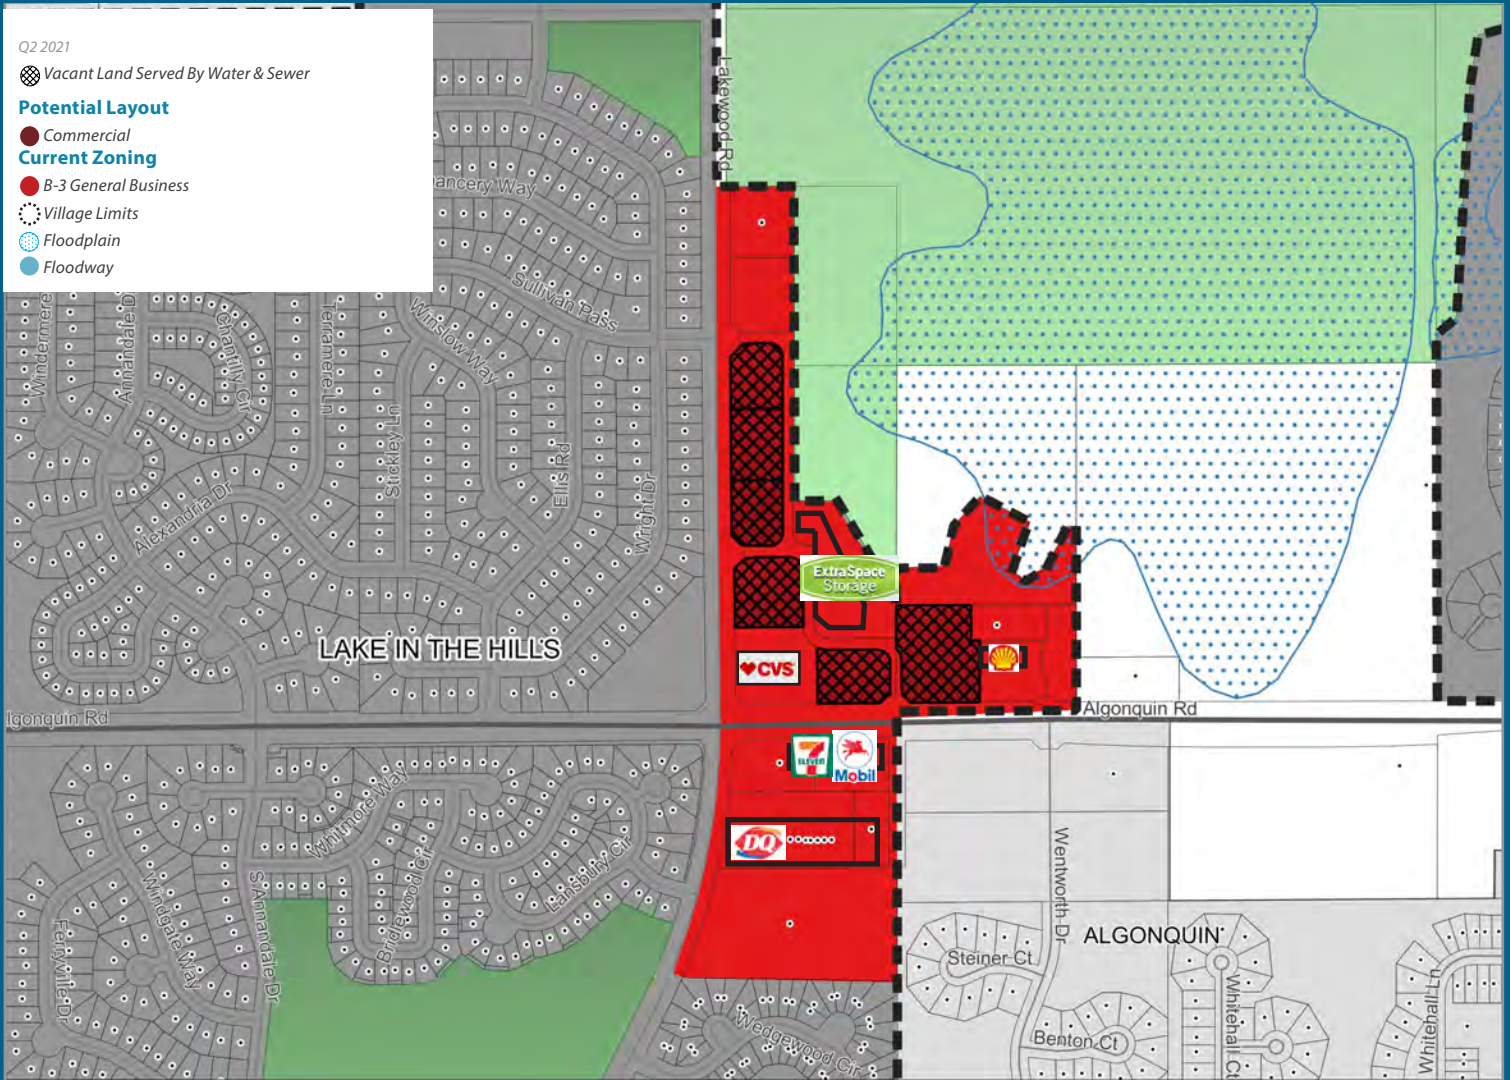 Q2 2021
Vacant Land Served By Water & Sewer
Potential Layout
Commercial
Current Zoning
B-3 General Business
Village Limits
Floodplain
Floodway
Lakewood Rd
ancery Way
Sullivan Pass
Winslow Way
Windermere
Annandale D
Chantilly Cir
Terramere Ln
Strickley Ln
Ellis Rd
Wright Dr
Alexandria Dr
ExtraSpace
Storage
LAKE IN THE HILLS
CVS
lgonquin Rd
Algonquin Rd
7
ELEVEN
Mobil
DQ
Whitmore Way
Lansbury Cir
Bridlewood Cir
Windgate Way
S Annandale Dr
Ferryville Dr
Wentworth Dr
ALGONQUIN
Steiner Ct
Whitehall Ct
Whitehall Ln
Benton Ct
Wedgewood Cir